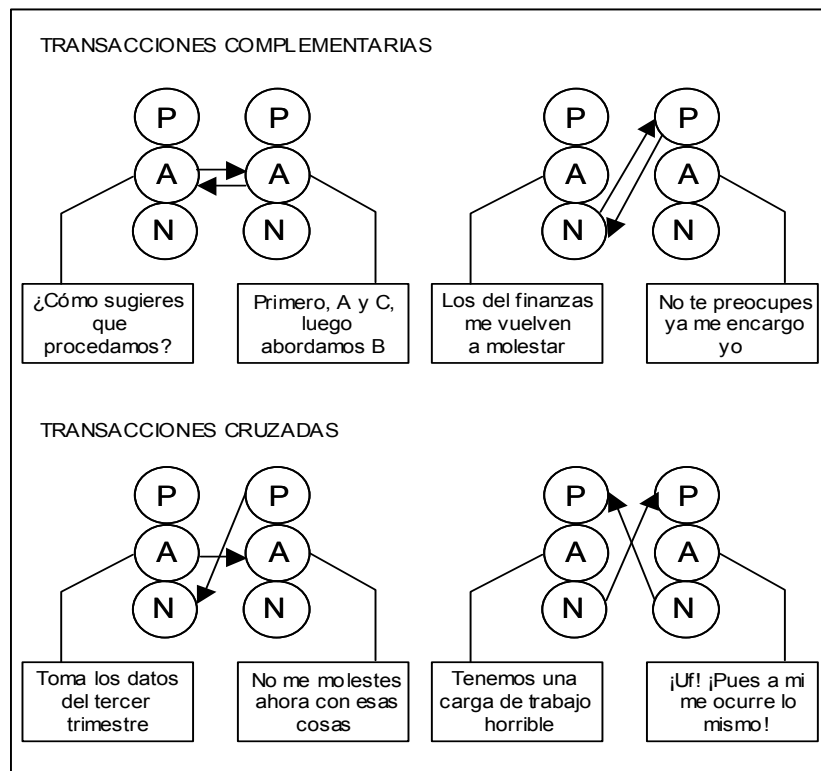 TRANSACCIONES COMPLEMENTARIAS
P
P
A
A
N
N
¿Cómo sugieres
que
procedamos?
Primero, A y C,
luego
abordamos B
P
P
A
A
N
N
Los del finanzas
me vuelven
a molestar
No te preocupes
ya me encargo
yo
TRANSACCIONES CRUZADAS
P
P
A
A
N
N
Toma los datos
del tercer
trimestre
No me molestes
ahora con esas
cosas
P
P
A
A
N
N
Tenemos una
carga de trabajo
horrible
¡Uf! ¡Pues a mi
me ocurre lo
mismo!